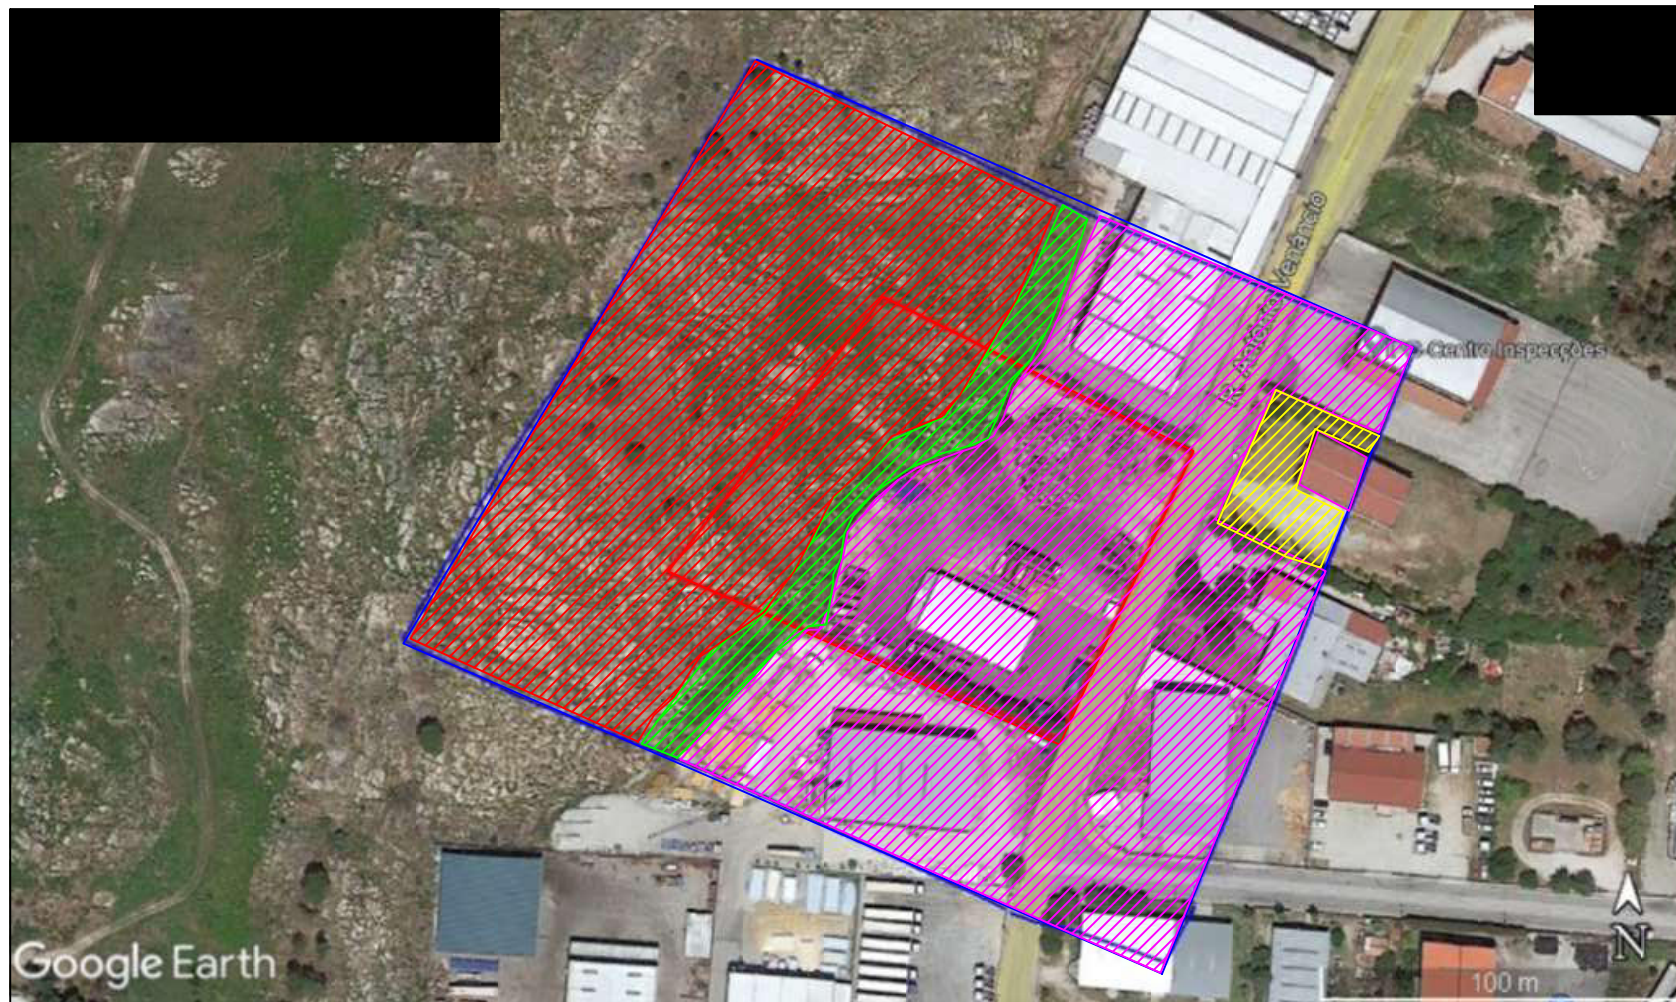 R. António Venâncio
Centro Inspecções
Google Earth
N
100 m